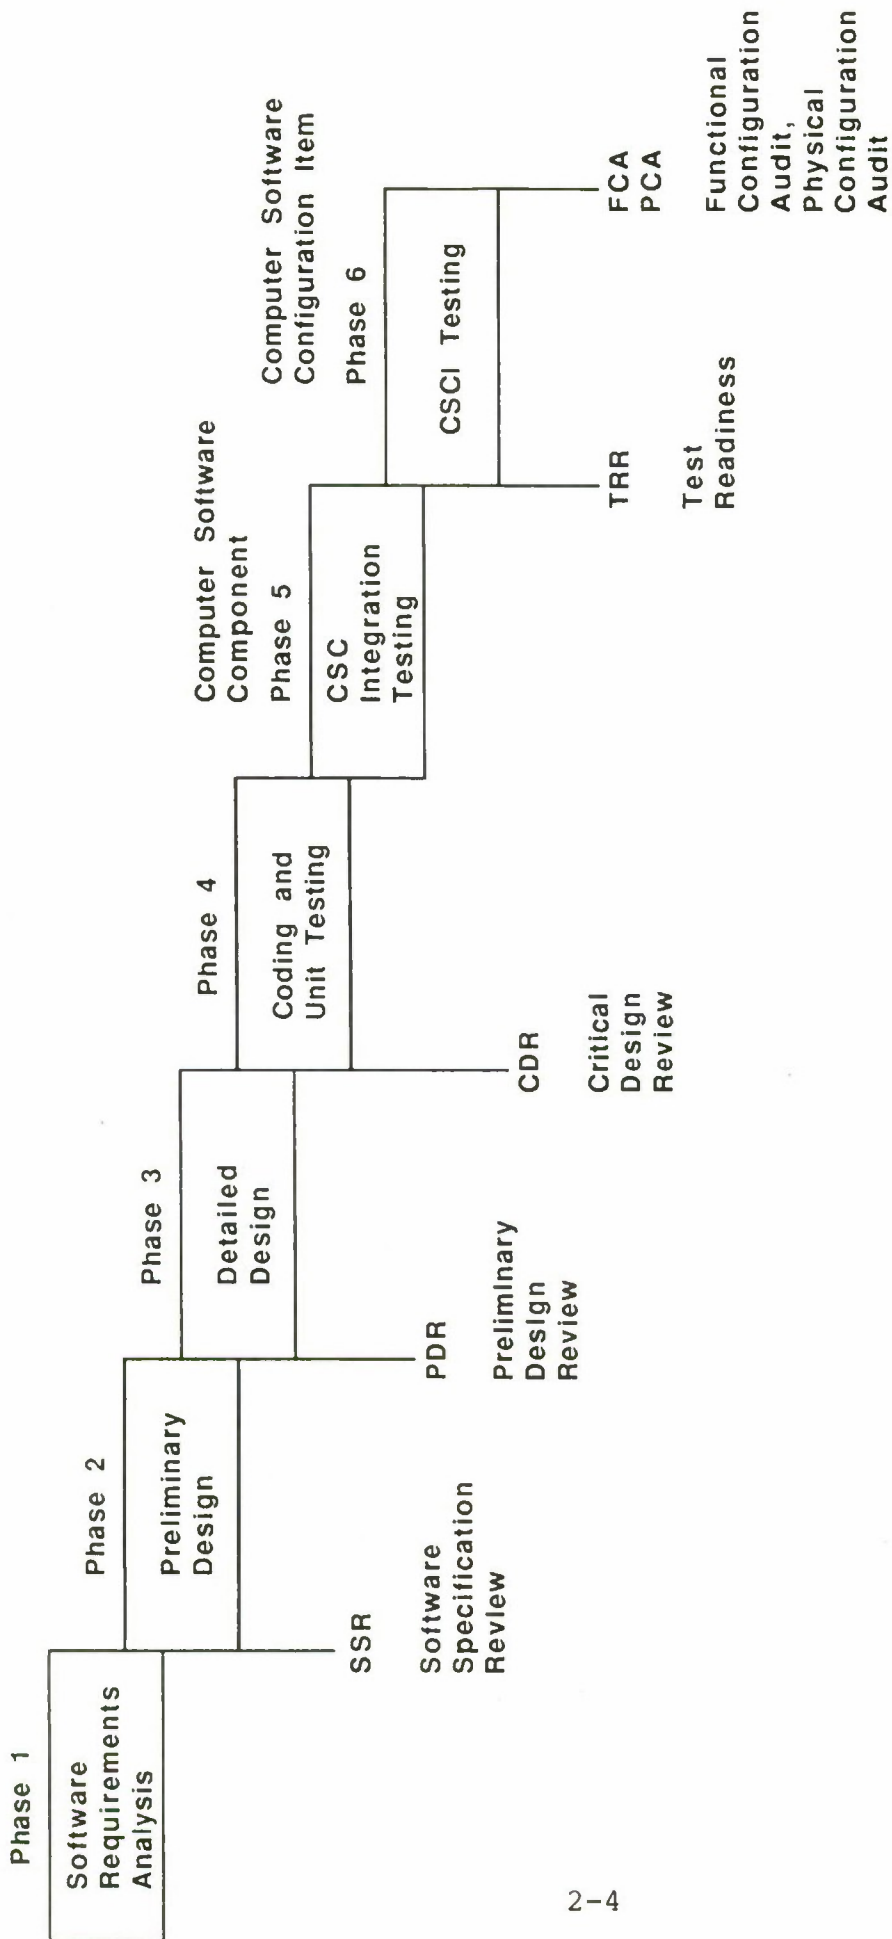 Phase 1
Software
Requirements
Analysis
SSR
Software
Specification
Review
Phase 2
Preliminary
Design
PDR
Preliminary
Design
Review
Phase 3
Detailed
Design
CDR
Critical
Design
Review
Phase 4
Coding and
Unit Testing
Computer Software
Component
Phase 5
CSC
Integration
Testing
TRR
Test
Readiness
Computer Software
Configuration Item
Phase 6
CSCI Testing
FCA
PCA
Functional
Configuration
Audit,
Physical
Configuration
Audit
2-4